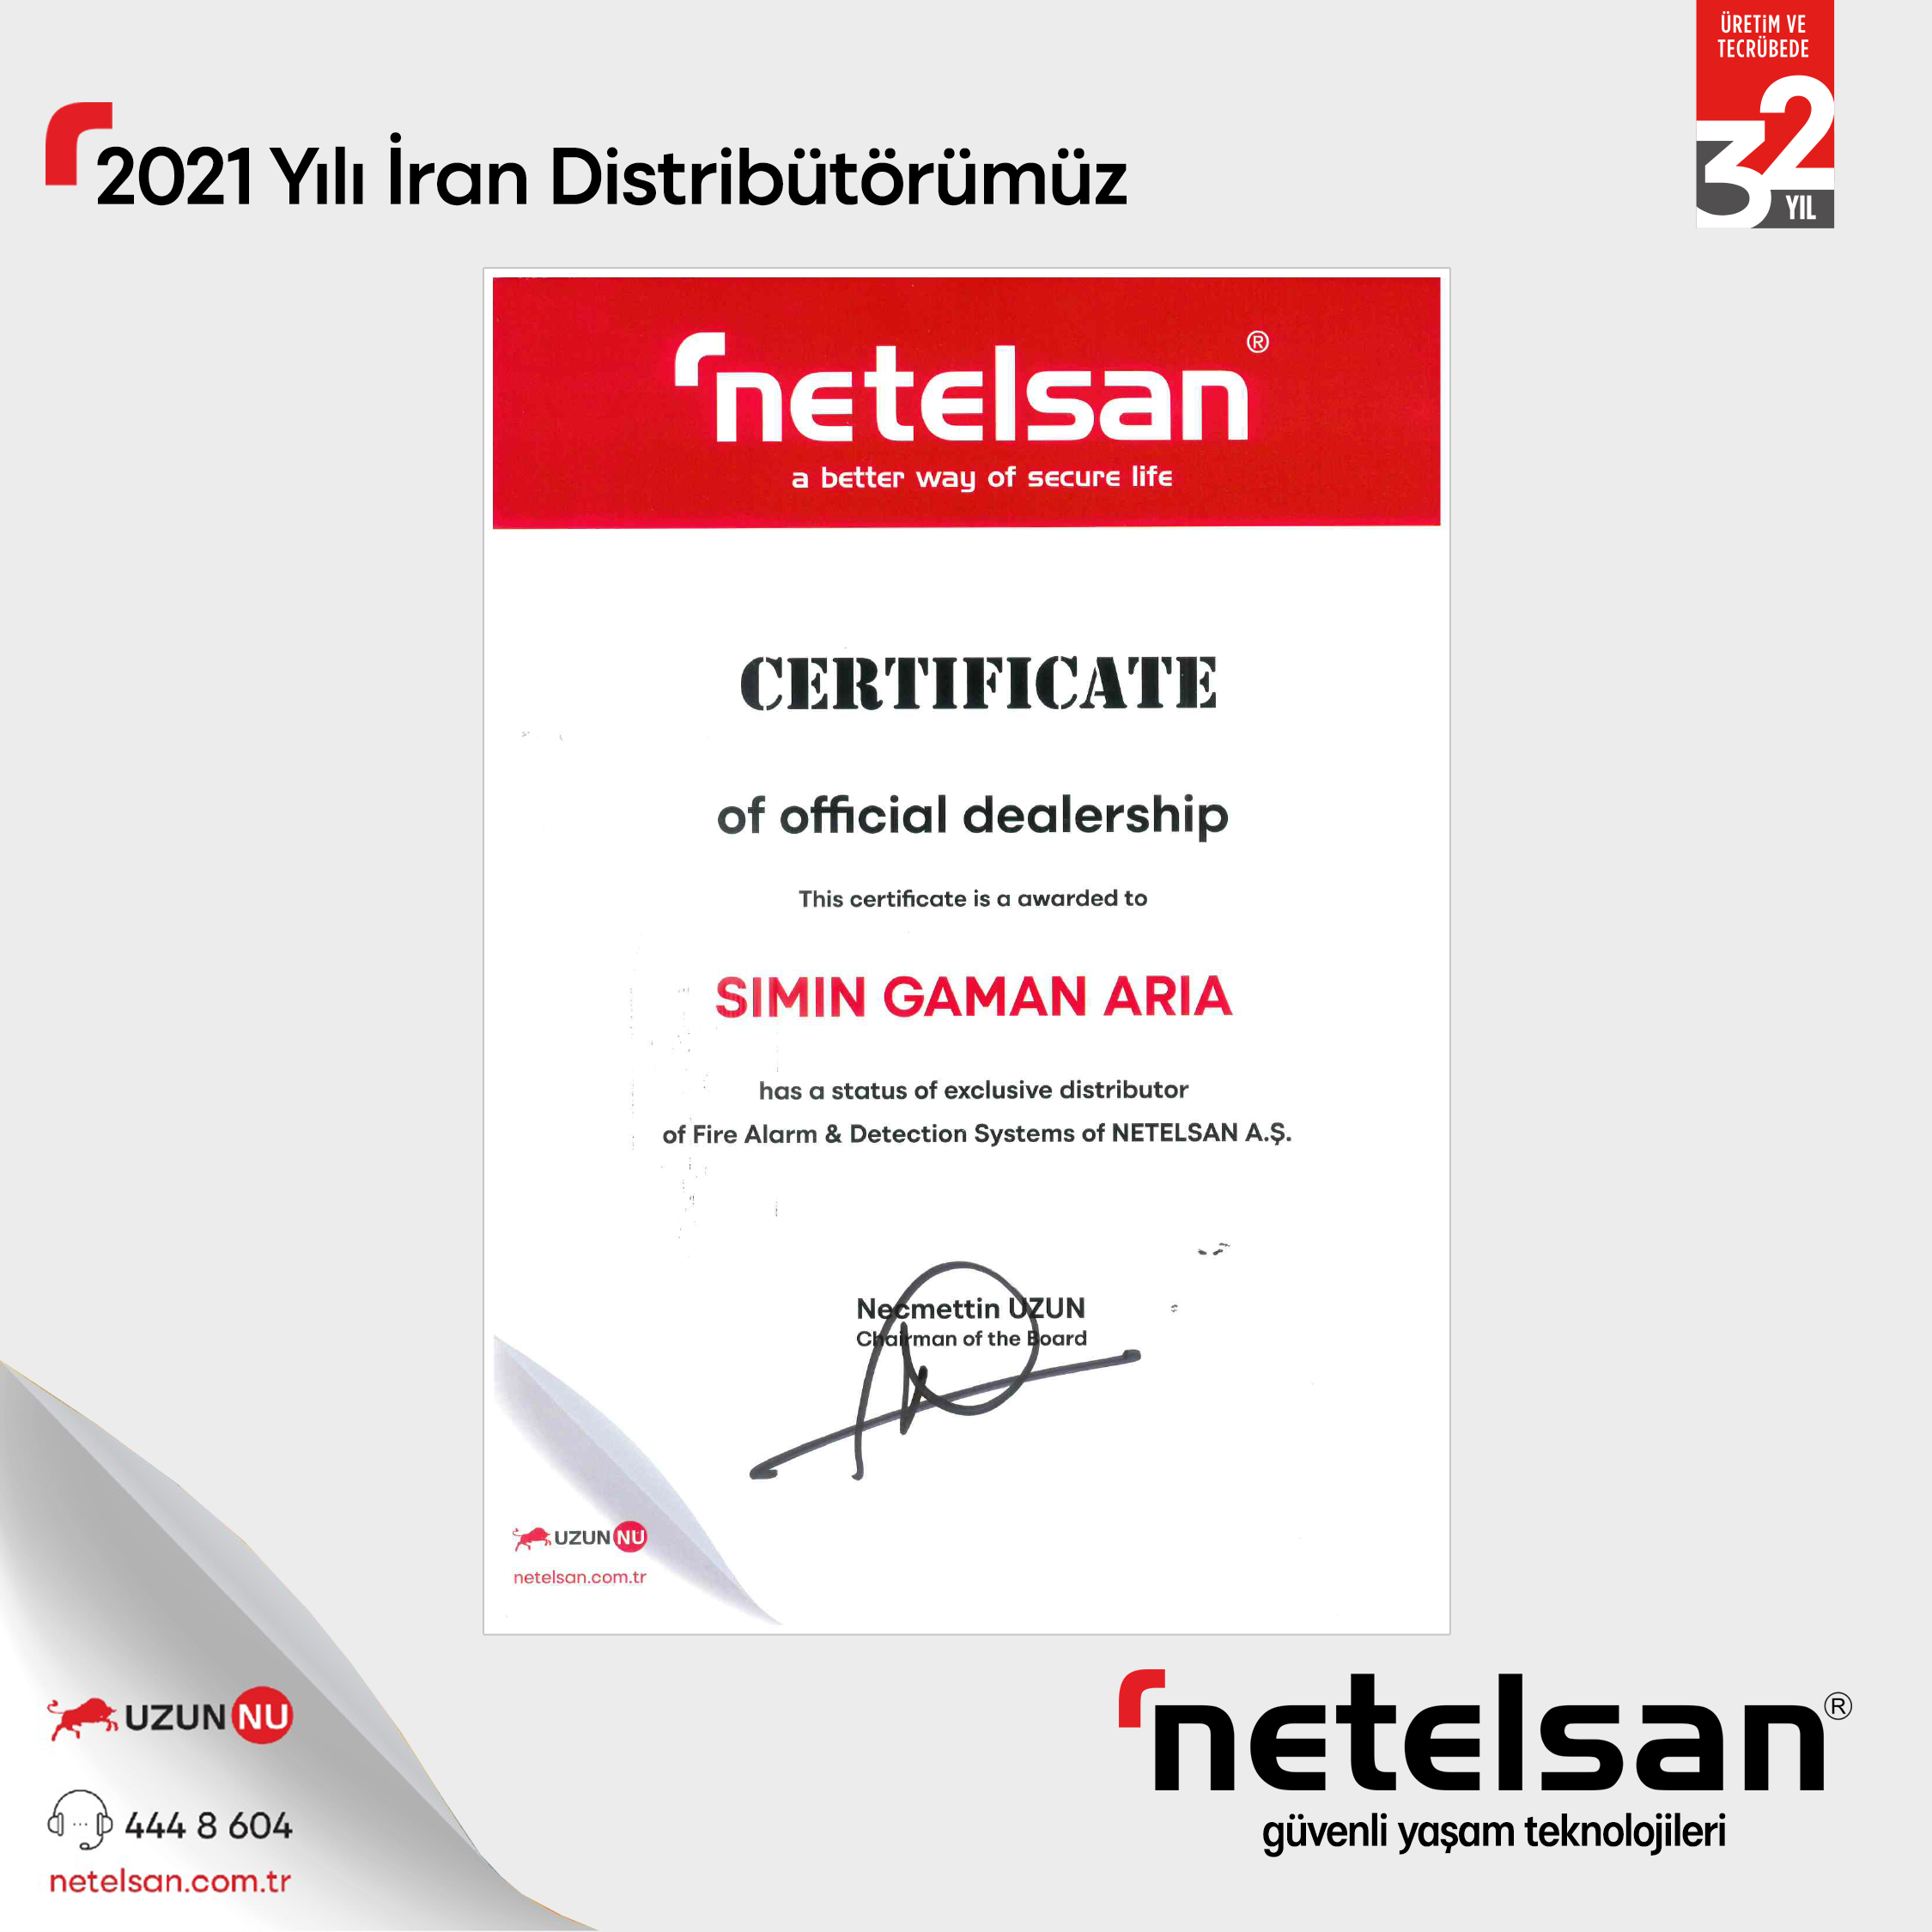 ÜRETİM VE
TECRÜBEDE
32
YIL
2021 Yılı İran Distribütörümüz
netelsan®
a better way of secure life
CERTIFICATE
of official dealership
This certificate is a awarded to
SIMIN GAMAN ARIA
has a status of exclusive distributor
of Fire Alarm & Detection Systems of NETELSAN A.Ş.
Necmettin UZUN
Chairman of the Board
UZUN NU
netelsan.com.tr
UZUN NU
444 8 604
netelsan.com.tr
netelsan®
güvenli yaşam teknolojileri